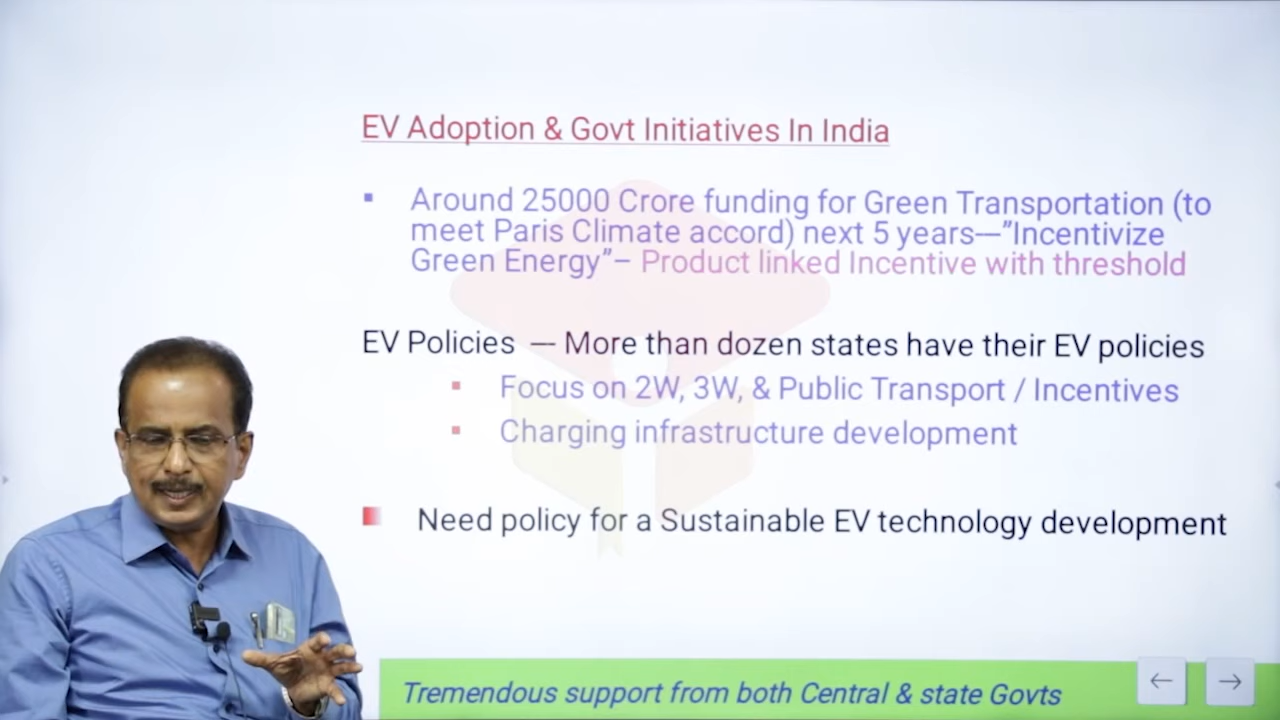 EV Adoption & Govt Initiatives In India
Around 25000 Crore funding for Green Transportation (to
meet Paris Climate accord) next 5 years—-”Incentivize
Green Energy”– Product linked Incentive with threshold
EV Policies –- More than dozen states have their EV policies
Focus on 2W, 3W, & Public Transport / Incentives
Charging infrastructure development
Need policy for a Sustainable EV technology development
Tremendous support from both Central & state Govts